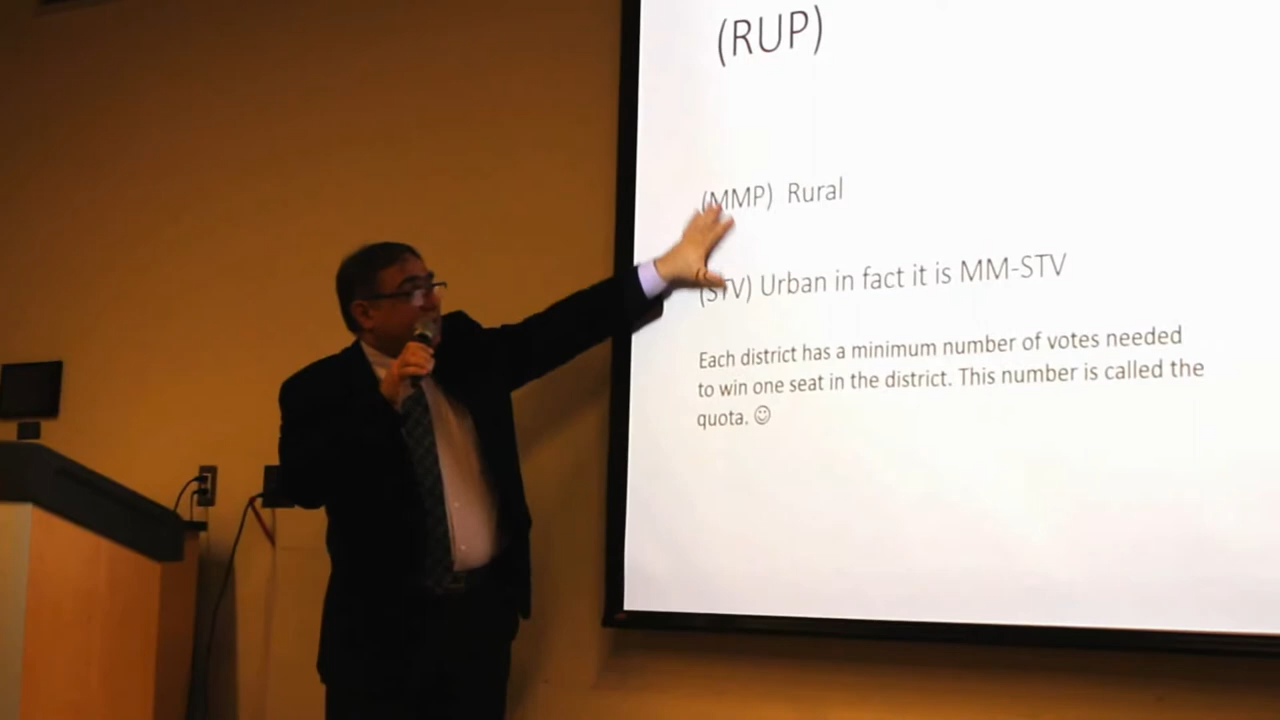 (RUP)
(MMP) Rural
(STV) Urban in fact it is MM-STV
Each district has a minimum number of votes needed
to win one seat in the district. This number is called the
quota. ☺